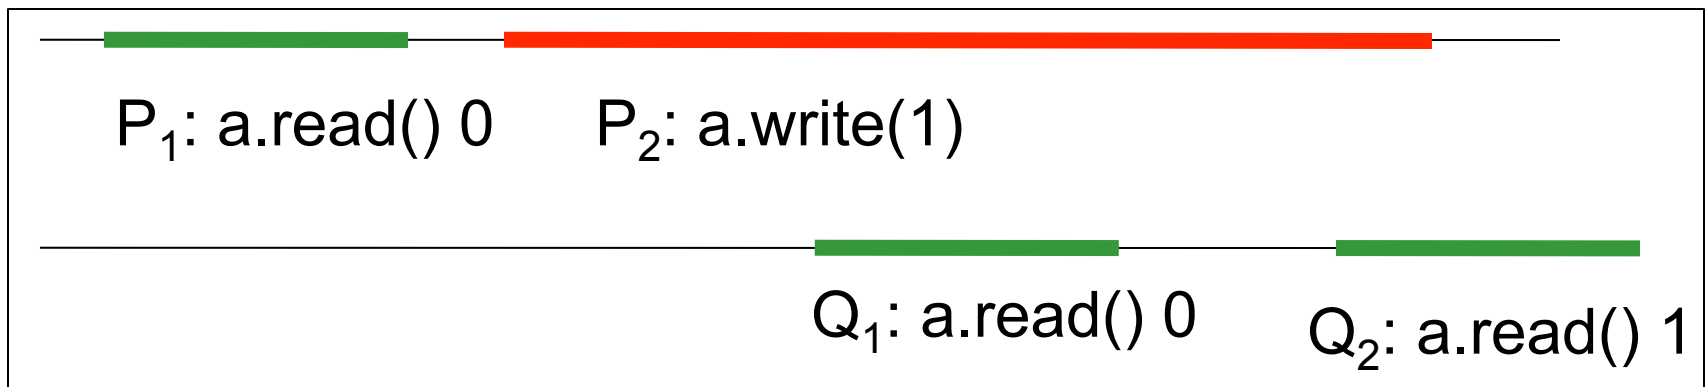 P₁: a.read() 0 P₂: a.write(1)
Q₁: a.read() 0 Q₂: a.read() 1